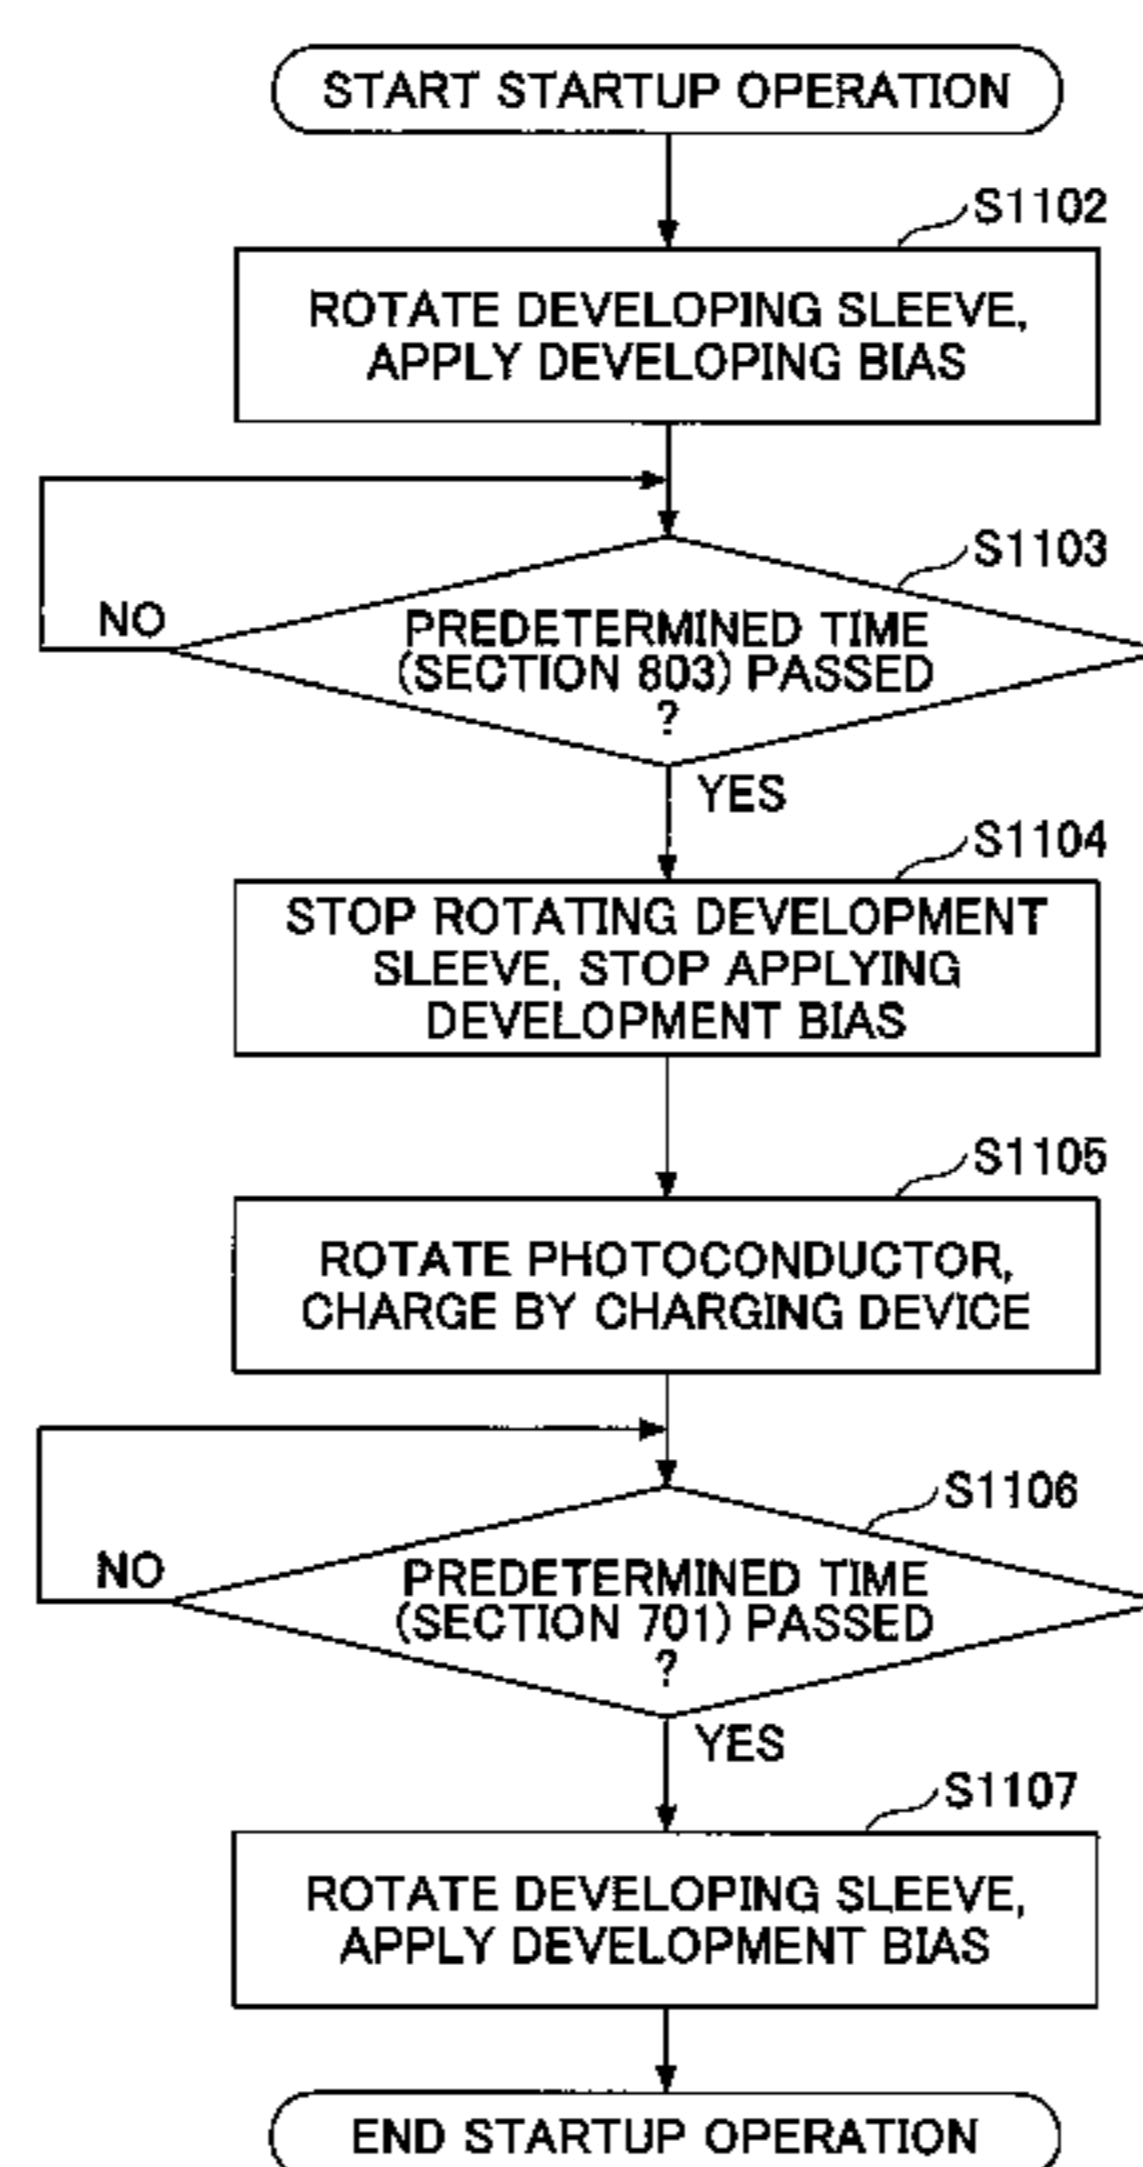 START STARTUP OPERATION
S1102
ROTATE DEVELOPING SLEEVE,
APPLY DEVELOPING BIAS
S1103
NO
PREDETERMINED TIME
(SECTION 803) PASSED
?
YES
S1104
STOP ROTATING DEVELOPMENT
SLEEVE, STOP APPLYING
DEVELOPMENT BIAS
S1105
ROTATE PHOTOCONDUCTOR,
CHARGE BY CHARGING DEVICE
S1106
NO
PREDETERMINED TIME
(SECTION 701) PASSED
?
YES
S1107
ROTATE DEVELOPING SLEEVE,
APPLY DEVELOPMENT BIAS
END STARTUP OPERATION